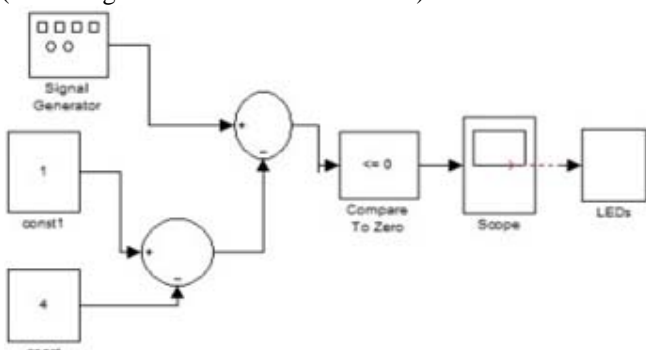 Signal
Generator
1
const1
4
+
−
+
−
<= 0
Compare
To Zero
Scope
LEDs